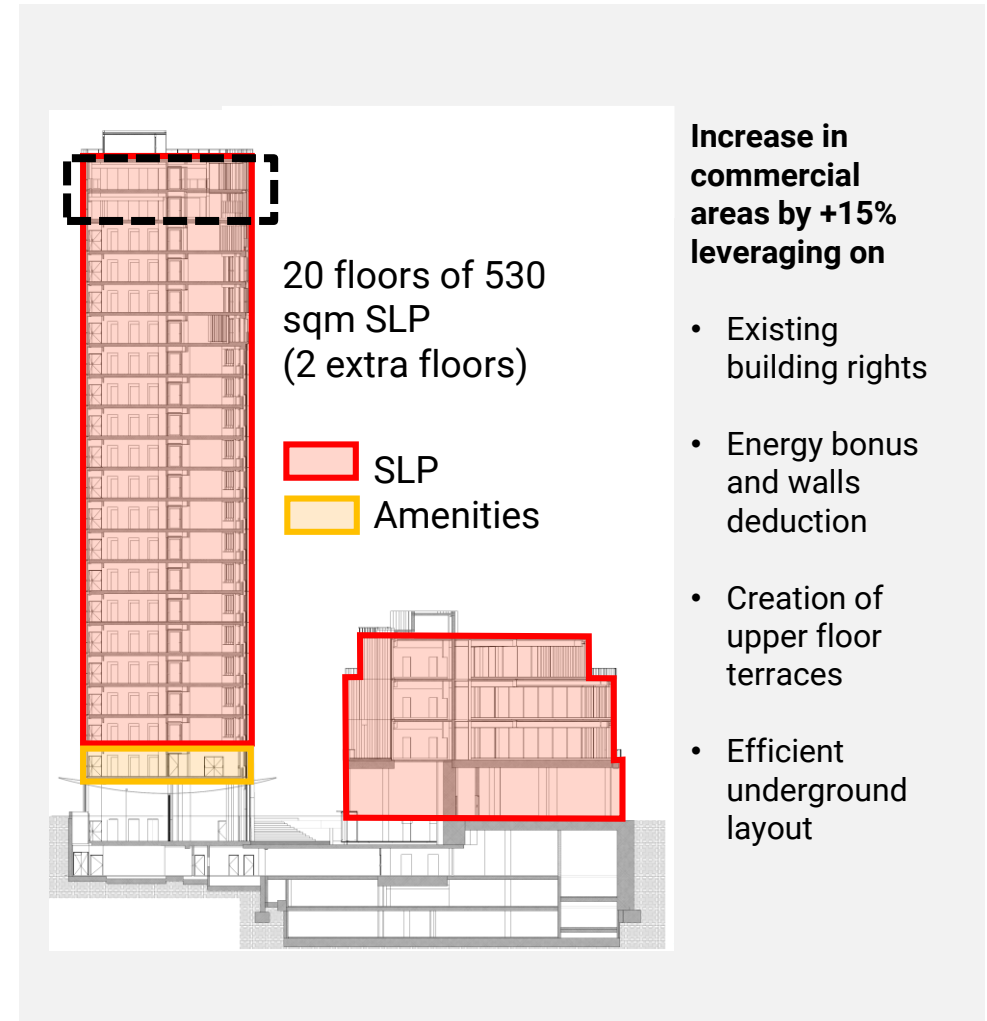 Increase in
commercial
areas by +15%
leveraging on
20 floors of 530
sqm SLP
(2 extra floors)
SLP
Amenities
• Existing
building rights
• Energy bonus
and walls
deduction
• Creation of
upper floor
terraces
• Efficient
underground
layout